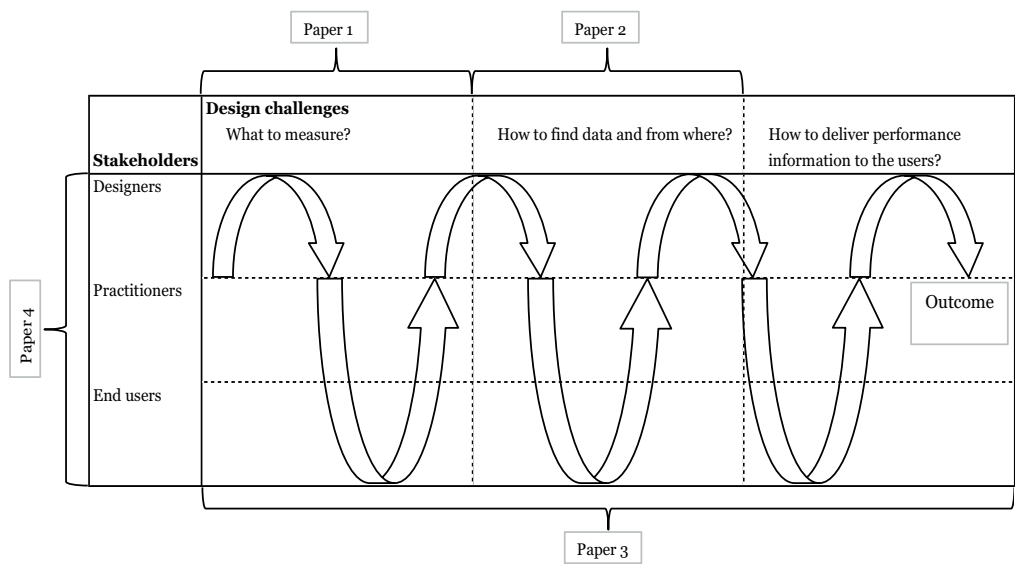 Paper 1
Paper 2
Design challenges
What to measure?
How to find data and from where?
How to deliver performance
information to the users?
Stakeholders
Designers
Practitioners
Outcome
Paper 4
End users
Paper 3